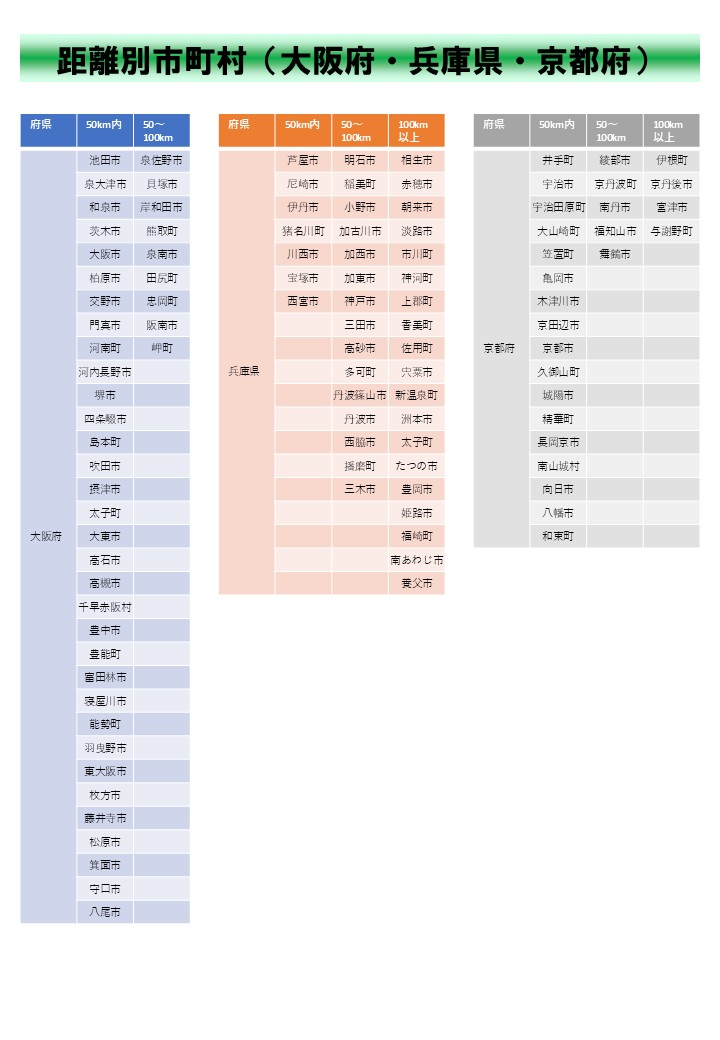 距離別市町村（大阪府・兵庫県・京都府）
府県 50km内 50～100km
大阪府
池田市 泉佐野市
泉大津市 貝塚市
和泉市 岸和田市
茨木市 熊取町
大阪市 泉南市
柏原市 田尻町
交野市 忠岡町
門真市 阪南市
河南町 岬町
河内長野市
堺市
四条畷市
島本町
吹田市
摂津市
太子町
大東市
高石市
高槻市
千早赤阪村
豊中市
豊能町
富田林市
寝屋川市
能勢町
羽曳野市
東大阪市
枚方市
藤井寺市
松原市
箕面市
守口市
八尾市
府県 50km内 50～100km 100km以上
兵庫県
芦屋市 明石市 相生市
尼崎市 稲美町 赤穂市
伊丹市 小野市 朝来市
猪名川町 加古川市 淡路市
川西市 加西市 市川町
宝塚市 加東市 神河町
西宮市 神戸市 上郡町
三田市 香美町
高砂市 佐用町
多可町 宍粟市
丹波篠山市 新温泉町
丹波市 洲本市
西脇市 太子町
播磨町 たつの市
三木市 豊岡市
姫路市
福崎町
南あわじ市
養父市
府県 50km内 50～100km 100km以上
京都府
井手町 綾部市 伊根町
宇治市 京丹波町 京丹後市
宇治田原町 南丹市 宮津市
大山崎町 福知山市 与謝野町
笠置町 舞鶴市
亀岡市
木津川市
京田辺市
京都市
久御山町
城陽市
精華町
長岡京市
南山城村
向日市
八幡市
和束町